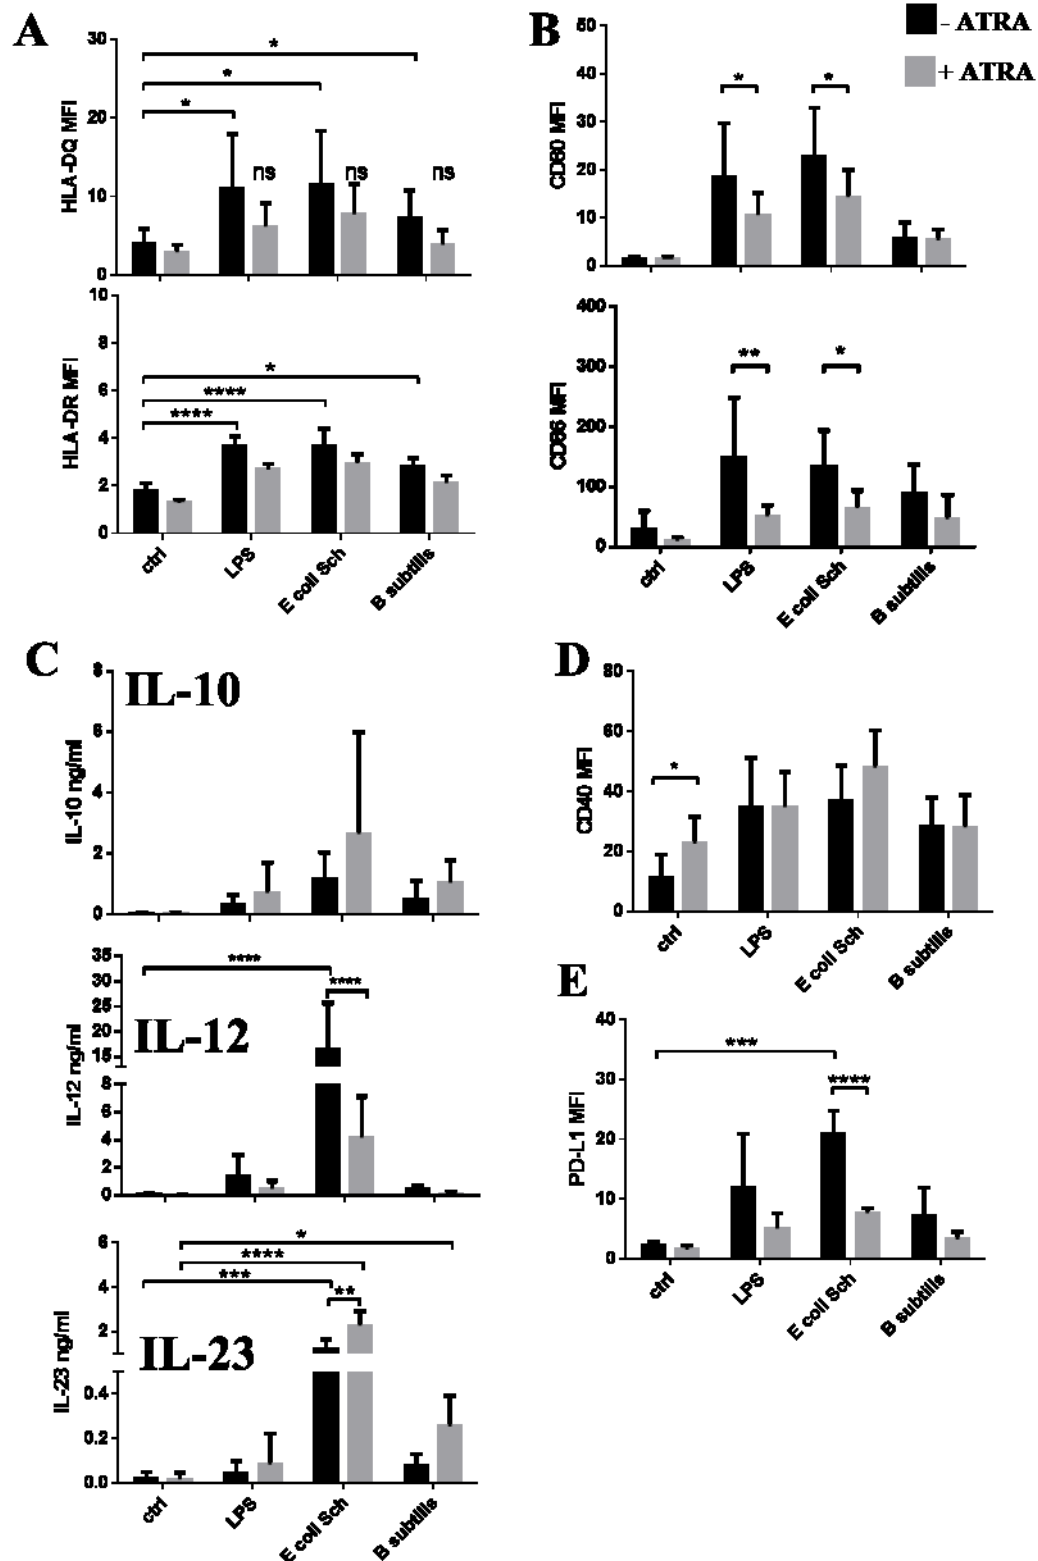 A
B
- ATRA
+ ATRA
30
20
10
0
HLA-DQ MFI
*
*
*
ns
ns
ns
50
40
30
20
10
0
CD80 MFI
*
*
10
8
6
4
2
0
HLA-DR MFI
*
****
****
ctrl
LPS
E coli Sch
B subtilis
400
300
200
100
0
CD86 MFI
**
*
ctrl
LPS
E coli Sch
B subtilis
C
IL-10
8
6
4
2
0
IL-10 ng/ml
D
80
60
40
20
0
CD40 MFI
*
ctrl
LPS
E coli Sch
B subtilis
IL-12
35
30
25
20
15
8
6
4
2
0
IL-12 ng/ml
****
****
E
40
30
20
10
0
PD-L1 MFI
***
****
ctrl
LPS
E coli Sch
B subtilis
IL-23
6
4
2
0.4
0.2
0.0
IL-23 ng/ml
*
****
***
**
ctrl
LPS
E coli Sch
B subtilis